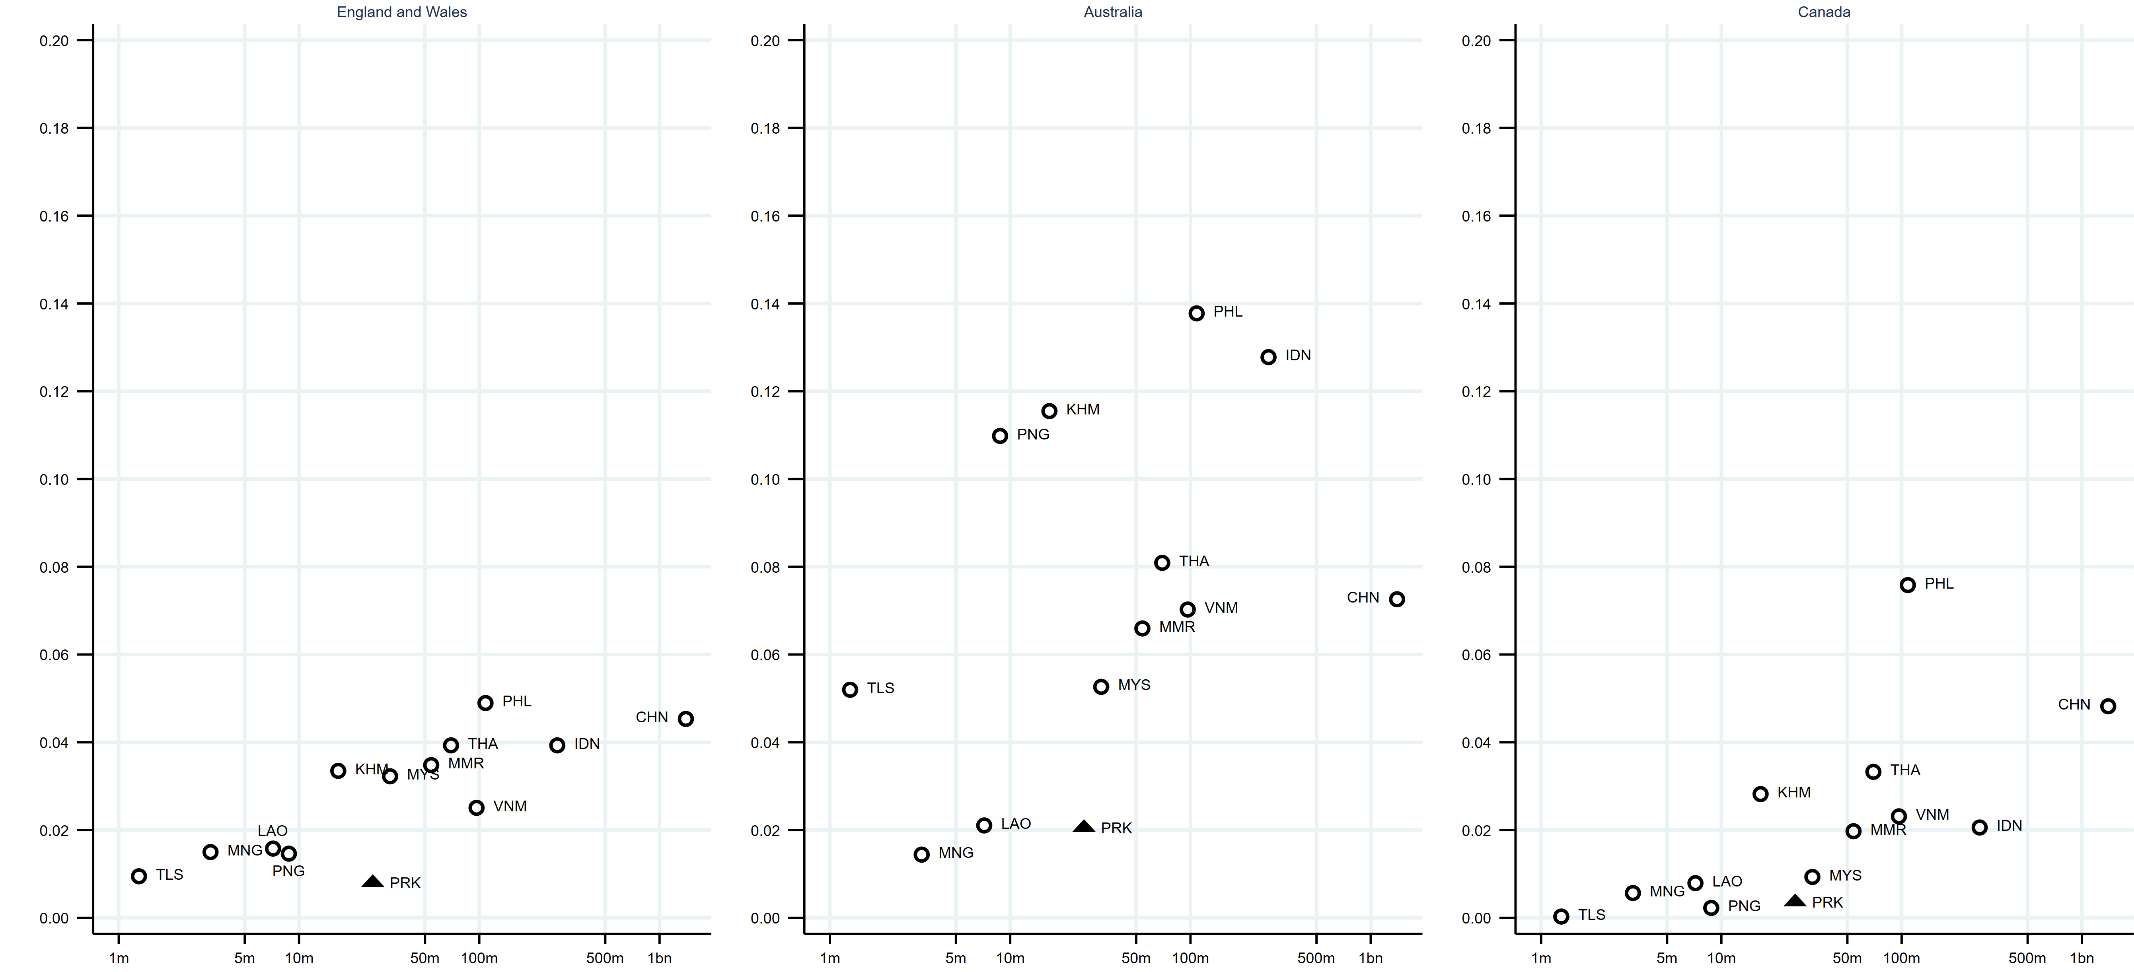 England and Wales
0.20
0.18
0.16
0.14
0.12
0.10
0.08
0.06
0.04
0.02
0.00
PHL
CHN
THA
IDN
KHM
MYS
MMR
VNM
LAO
MNG
PNG
TLS
PRK
1m
5m
10m
50m
100m
500m
1bn
Australia
0.20
0.18
0.16
0.14
0.12
0.10
0.08
0.06
0.04
0.02
0.00
PHL
IDN
KHM
PNG
THA
CHN
VNM
MMR
TLS
MYS
LAO
PRK
MNG
1m
5m
10m
50m
100m
500m
1bn
Canada
0.20
0.18
0.16
0.14
0.12
0.10
0.08
0.06
0.04
0.02
0.00
PHL
CHN
THA
KHM
VNM
IDN
MMR
MYS
LAO
MNG
PNG
PRK
TLS
1m
5m
10m
50m
100m
500m
1bn